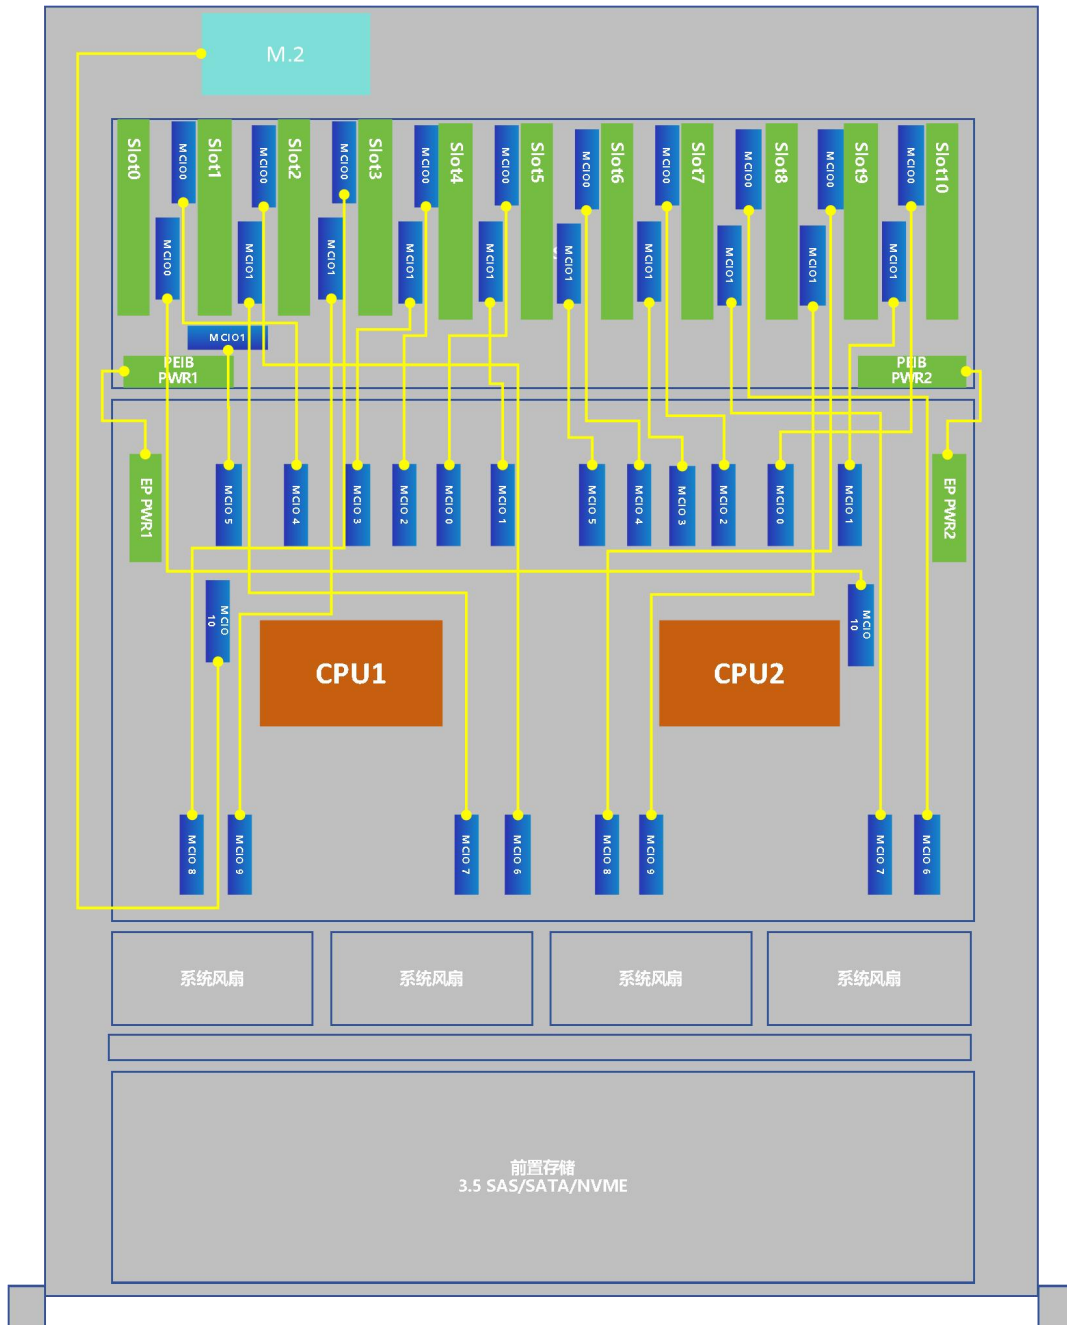 M.2
Slot0
MCIO0
Slot1
MCIO0
Slot2
MCIO0
Slot3
MCIO0
Slot4
MCIO0
Slot5
MCIO0
Slot6
MCIO0
Slot7
MCIO0
Slot8
MCIO0
Slot9
MCIO0
Slot10
MCIO0
MCIO1
MCIO1
MCIO1
MCIO1
MCIO1
MCIO1
MCIO1
MCIO1
MCIO1
MCIO1
PEIB
PWR1
PEIB
PWR2
EP PWR1
MCIO 5
MCIO 4
MCIO 3
MCIO 2
MCIO 0
MCIO 1
MCIO 5
MCIO 4
MCIO 3
MCIO 2
MCIO 0
MCIO 1
EP PWR2
MCIO
10
MCIO
10
CPU1
CPU2
MCIO 8
MCIO 9
MCIO 7
MCIO 6
MCIO 8
MCIO 9
MCIO 7
MCIO 6
系统风扇
系统风扇
系统风扇
系统风扇
前置存储
3.5 SAS/SATA/NVME